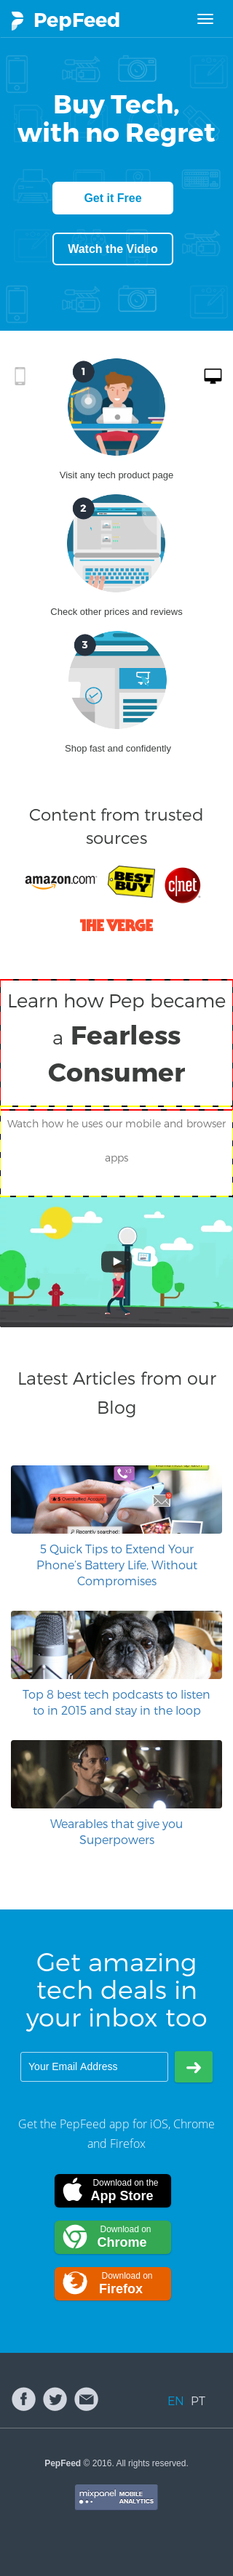 PepFeed
Buy Tech,
with no Regret
Get it Free
Watch the Video
1
Visit any tech product page
2
Check other prices and reviews
3
Shop fast and confidently
Content from trusted
sources
amazon.com
BEST
BUY
c|net
THE VERGE
Learn how Pep became
a Fearless
Consumer
Watch how he uses our mobile and browser
apps
Latest Articles from our
Blog
Recently searched
5 Quick Tips to Extend Your
Phone's Battery Life, Without
Compromises
Top 8 best tech podcasts to listen
to in 2015 and stay in the loop
Wearables that give you
Superpowers
Get amazing
tech deals in
your inbox too
Your Email Address
Get the PepFeed app for iOS, Chrome
and Firefox
Download on the
App Store
Download on
Chrome
Download on
Firefox
EN PT
PepFeed © 2016. All rights reserved.
mixpanel MOBILE
ANALYTICS